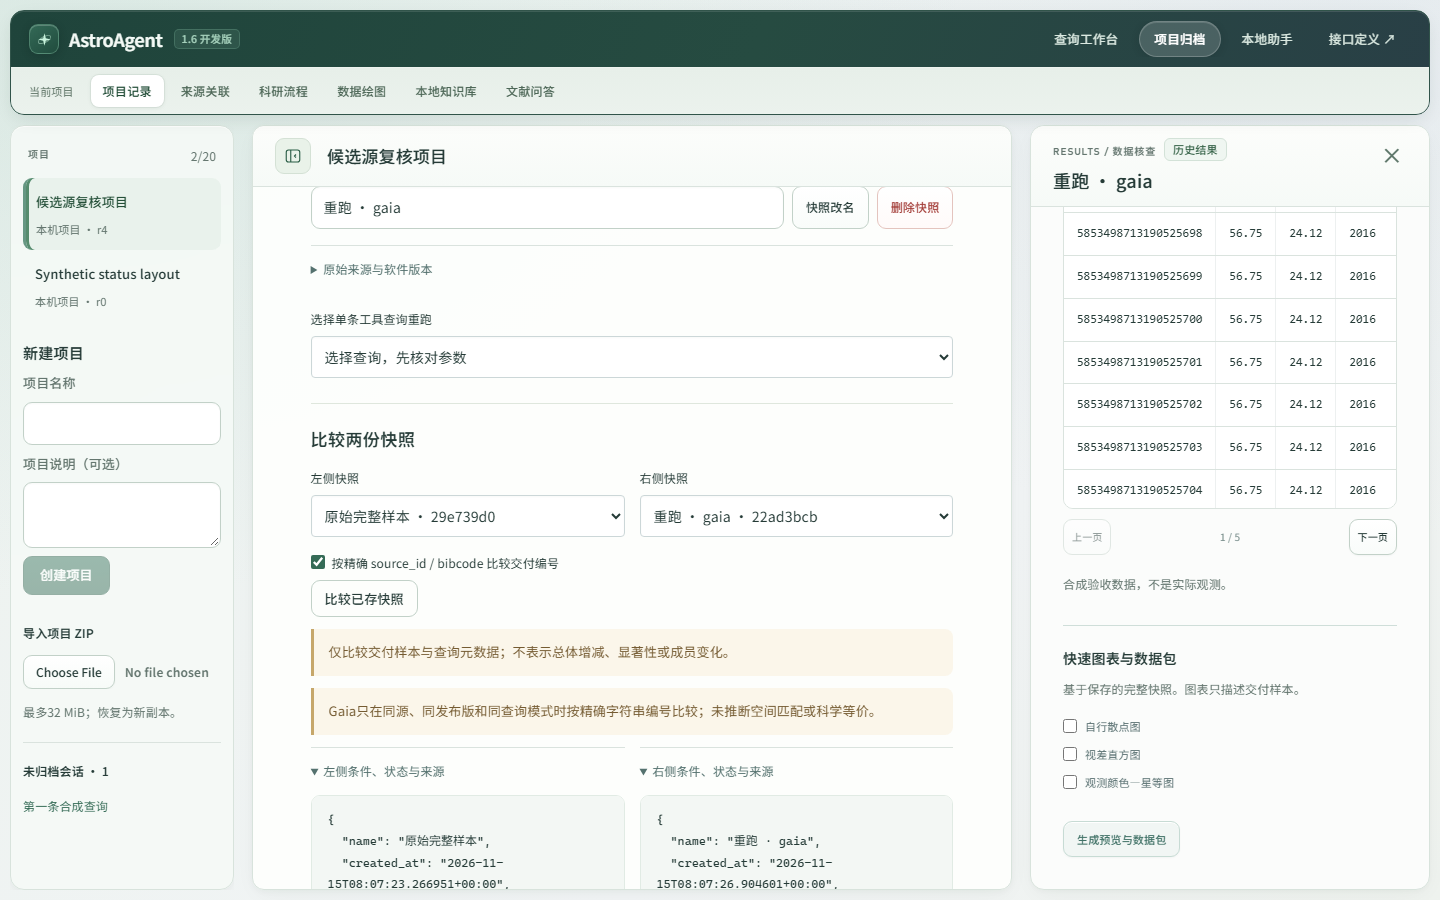 AstroAgent
1.6 开发版
查询工作台
项目归档
本地助手
接口定义 ↗
当前项目
项目记录
来源关联
科研流程
数据绘图
本地知识库
文献问答
项目
2/20
候选源复核项目
本机项目 • r4
Synthetic status layout
本机项目 • r0
新建项目
项目名称
项目说明（可选）
创建项目
导入项目 ZIP
Choose File
No file chosen
最多32 MiB；恢复为新副本。
未归档会话 • 1
第一条合成查询
候选源复核项目
重跑 • gaia
快照改名
删除快照
▶ 原始来源与软件版本
选择单条工具查询重跑
选择查询，先核对参数
比较两份快照
左侧快照
右侧快照
原始完整样本 • 29e739d0
重跑 • gaia • 22ad3bcb
按精确 source_id / bibcode 比较交付编号
比较已存快照
仅比较交付样本与查询元数据；不表示总体增减、显著性或成员变化。
Gaia只在同源、同发布版和同查询模式时按精确字符串编号比较；未推断空间匹配或科学等价。
▼ 左侧条件、状态与来源
{
"name": "原始完整样本",
"created_at": "2026-11-
15T08:07:23.266951+00:00",
▼ 右侧条件、状态与来源
{
"name": "重跑 · gaia",
"created_at": "2026-11-
15T08:07:26.904601+00:00",
RESULTS / 数据核查
历史结果
重跑 • gaia
5853498713190525698 56.75 24.12 2016
5853498713190525699 56.75 24.12 2016
5853498713190525700 56.75 24.12 2016
5853498713190525701 56.75 24.12 2016
5853498713190525702 56.75 24.12 2016
5853498713190525703 56.75 24.12 2016
5853498713190525704 56.75 24.12 2016
上一页
1 / 5
下一页
合成验收数据，不是实际观测。
快速图表与数据包
基于保存的完整快照。图表只描述交付样本。
自行散点图
视差直方图
观测颜色—星等图
生成预览与数据包